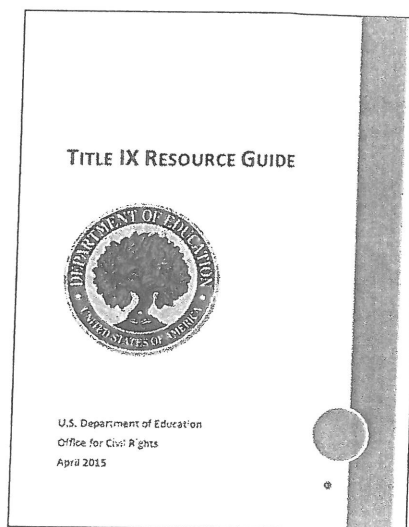 TITLE IX RESOURCE GUIDE
DEPARTMENT OF EDUCATION
UNITED STATES OF AMERICA
U.S. Department of Education
Office for Civil Rights
April 2015